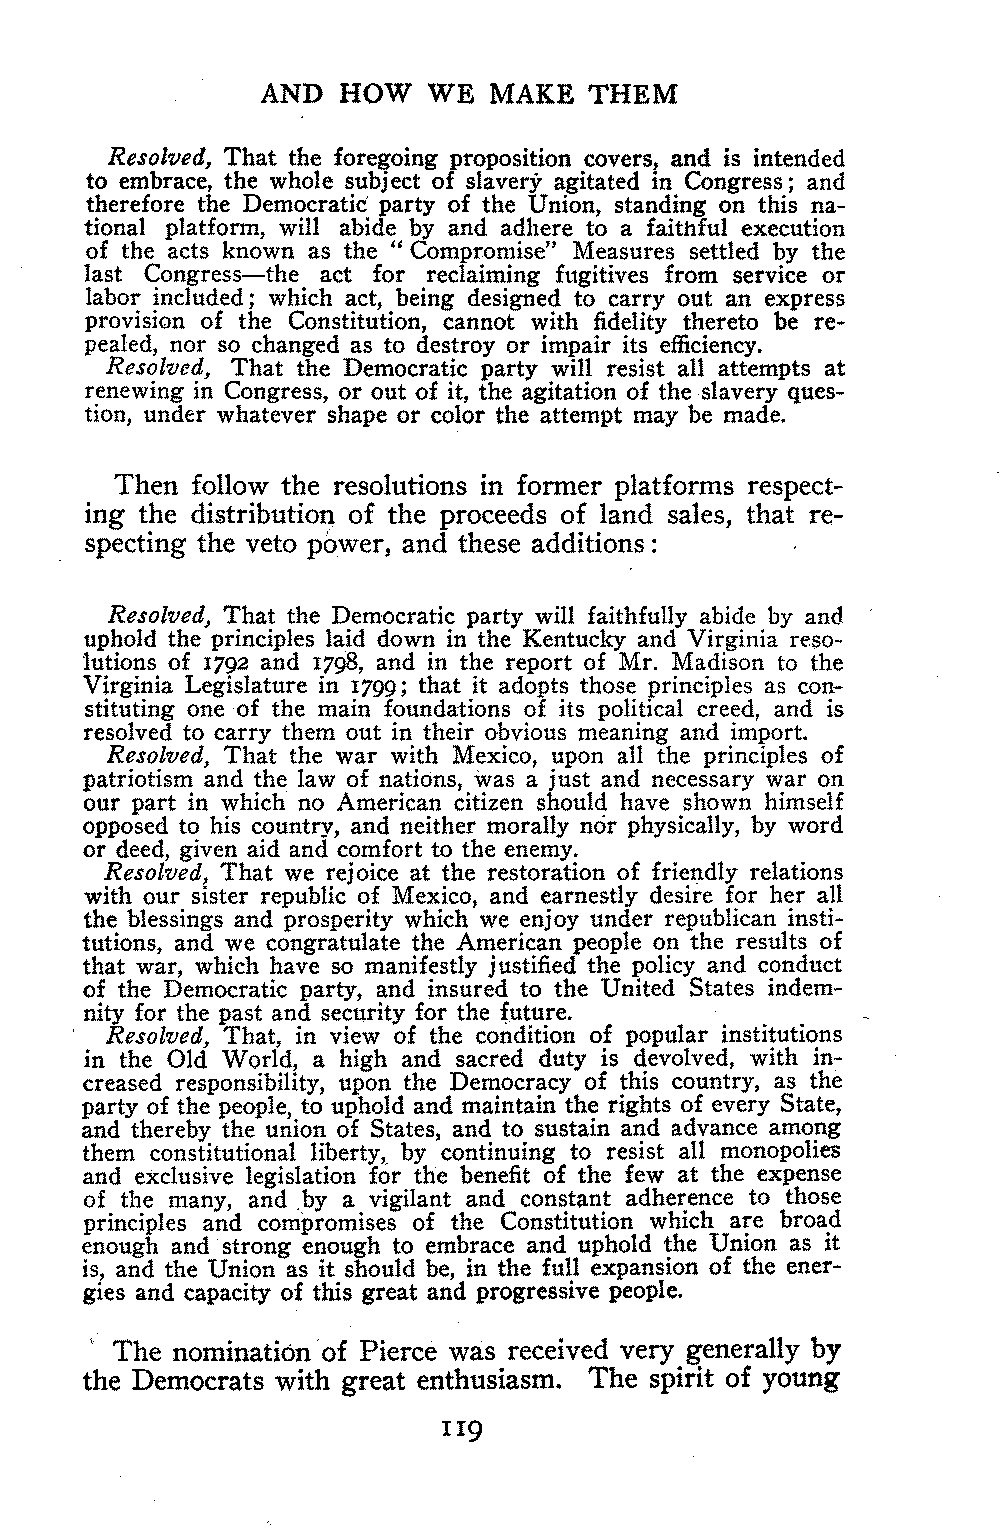 AND HOW WE MAKE THEM
Resolved, That the foregoing proposition covers, and is intended
to embrace, the whole subject of slavery agitated in Congress; and
therefore the Democratic party of the Union, standing on this na-
tional platform, will abide by and adhere to a faithful execution
of the acts known as the “ Compromise” Measures settled by the
last Congress—the act for reclaiming fugitives from service or
labor included; which act, being designed to carry out an express
provision of the Constitution, cannot with fidelity thereto be re-
pealed, nor so changed as to destroy or impair its efficiency.
Resolved, That the Democratic party will resist all attempts at
renewing in Congress, or out of it, the agitation of the slavery ques-
tion, under whatever shape or color the attempt may be made.
Then follow the resolutions in former platforms respect-
ing the distribution of the proceeds of land sales, that re-
specting the veto power, and these additions:
Resolved, That the Democratic party will faithfully abide by and
uphold the principles laid down in the Kentucky and Virginia reso-
lutions of 1792 and 1798, and in the report of Mr. Madison to the
Virginia Legislature in 1799; that it adopts those principles as con-
stituting one of the main foundations of its political creed, and is
resolved to carry them out in their obvious meaning and import.
Resolved, That the war with Mexico, upon all the principles of
patriotism and the law of nations, was a just and necessary war on
our part in which no American citizen should have shown himself
opposed to his country, and neither morally nor physically, by word
or deed, given aid and comfort to the enemy.
Resolved, That we rejoice at the restoration of friendly relations
with our sister republic of Mexico, and earnestly desire for her all
the blessings and prosperity which we enjoy under republican insti-
tutions, and we congratulate the American people on the results of
that war, which have so manifestly justified the policy and conduct
of the Democratic party, and insured to the United States indem-
nity for the past and security for the future.
Resolved, That, in view of the condition of popular institutions
in the Old World, a high and sacred duty is devolved, with in-
creased responsibility, upon the Democracy of this country, as the
party of the people, to uphold and maintain the rights of every State,
and thereby the union of States, and to sustain and advance among
them constitutional liberty, by continuing to resist all monopolies
and exclusive legislation for the benefit of the few at the expense
of the many, and by a vigilant and constant adherence to those
principles and compromises of the Constitution which are broad
enough and strong enough to embrace and uphold the Union as it
is, and the Union as it should be, in the full expansion of the ener-
gies and capacity of this great and progressive people.
The nomination of Pierce was received very generally by
the Democrats with great enthusiasm. The spirit of young
119